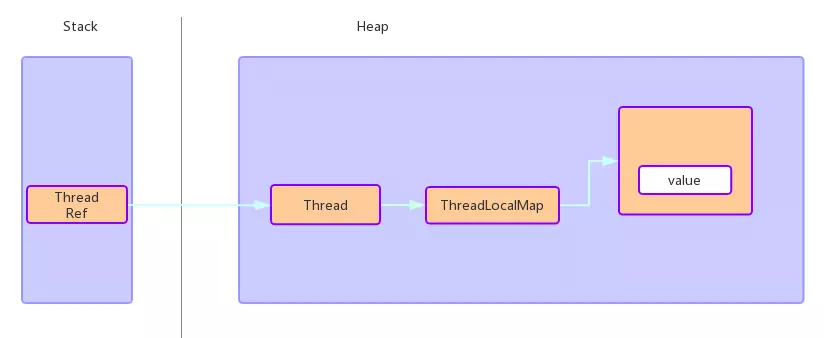 Stack
Heap
Thread
Ref
Thread
ThreadLocalMap
value